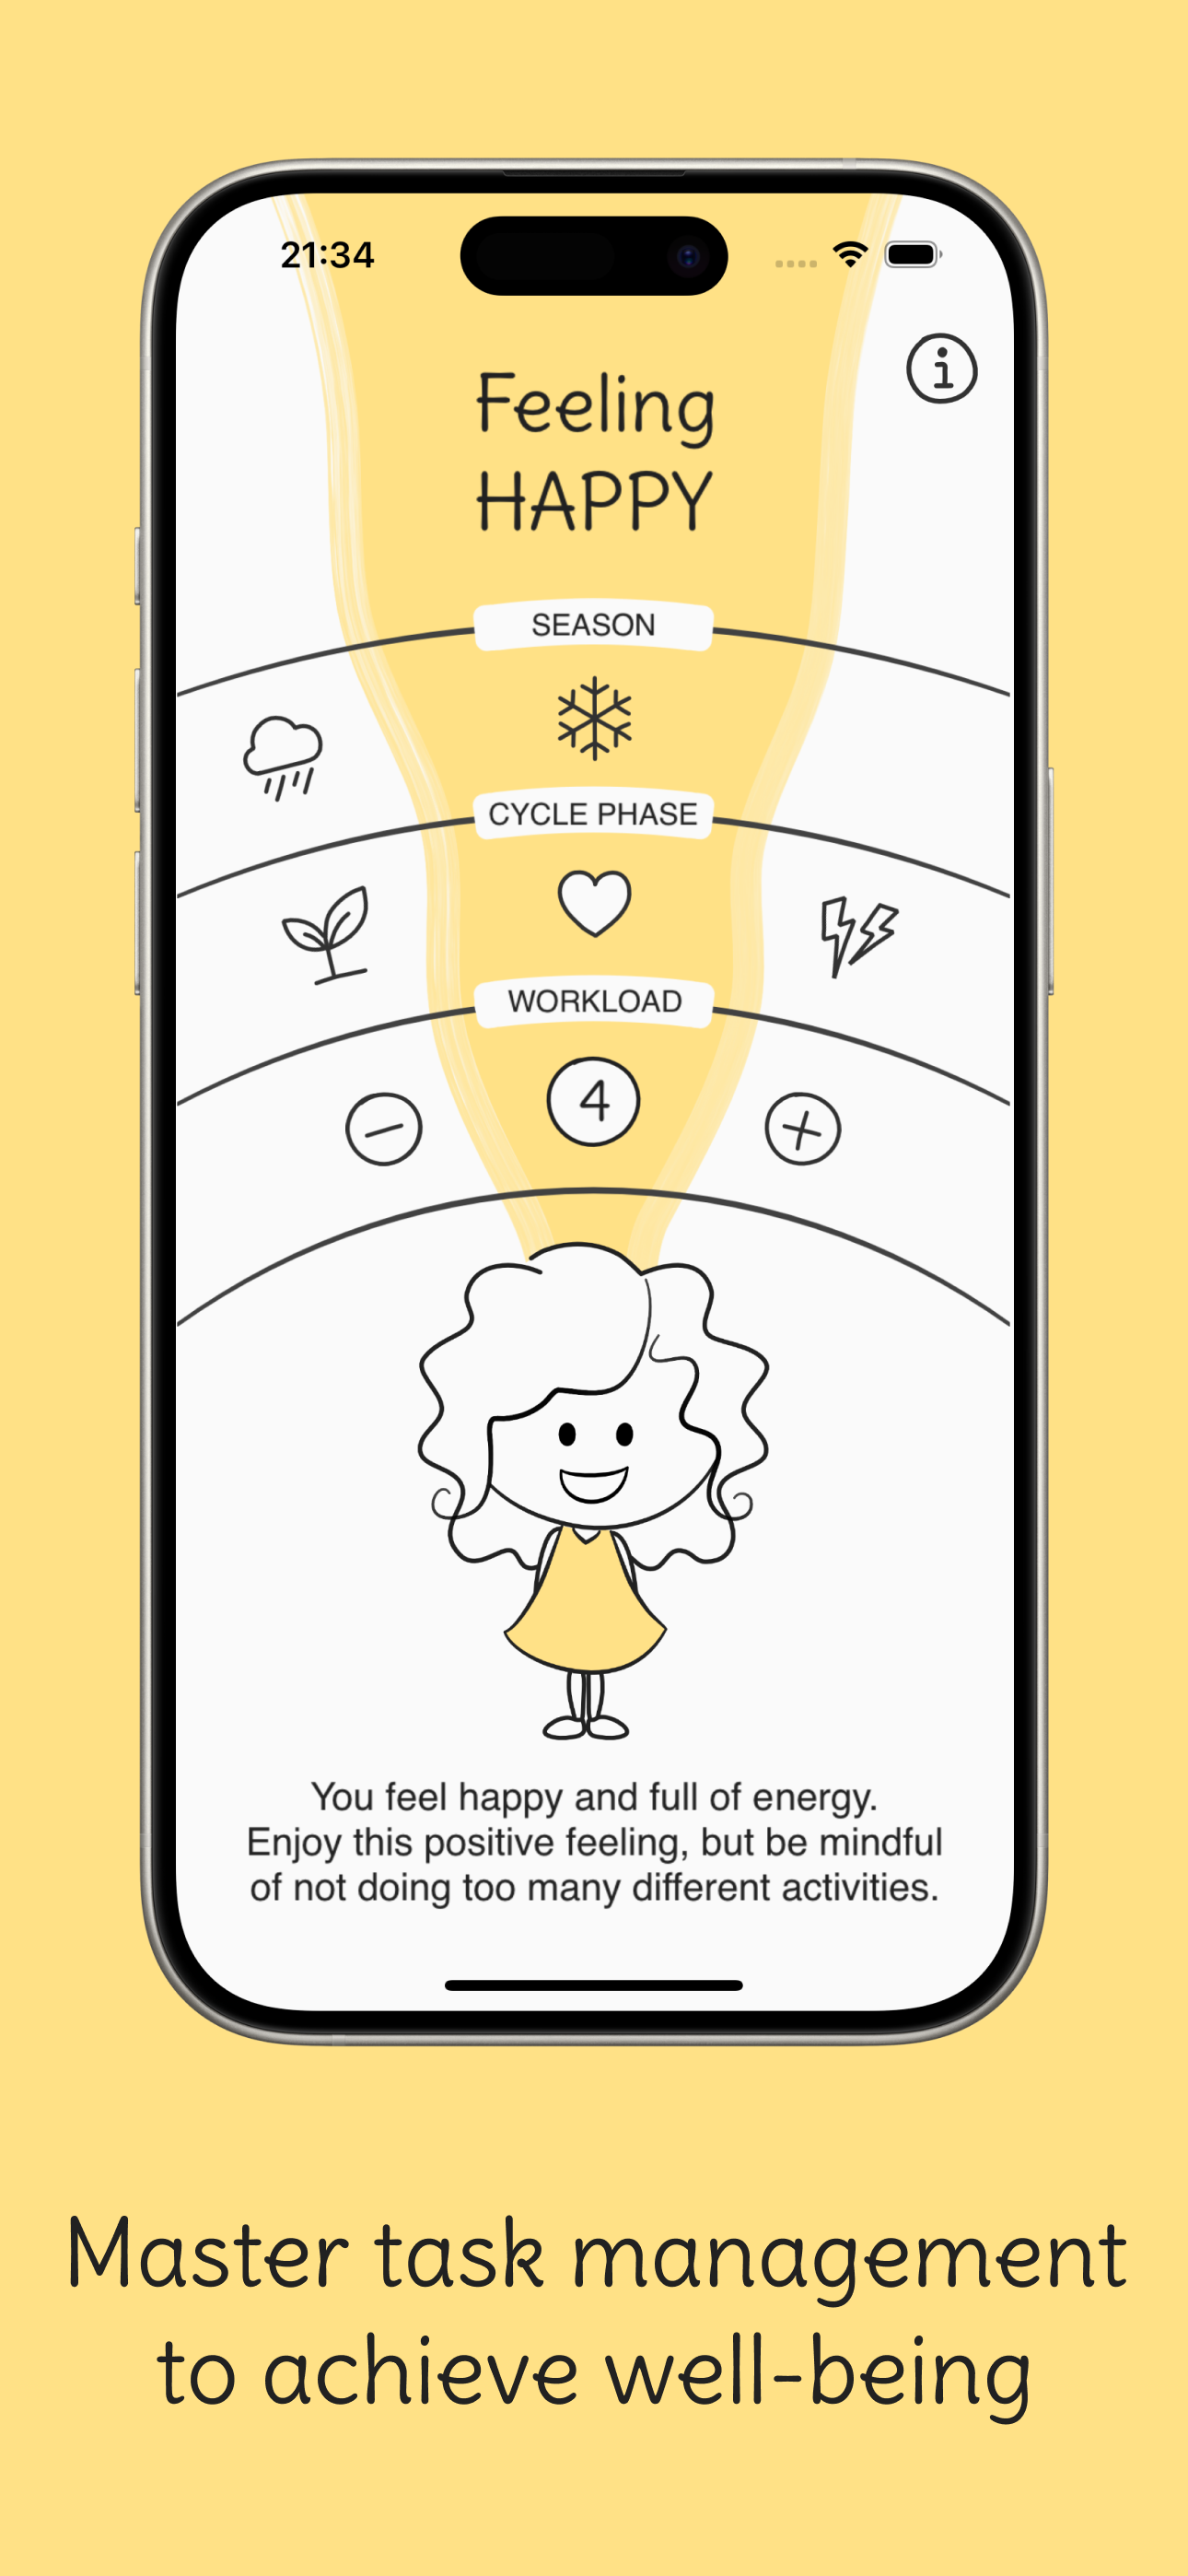 21:34
Feeling
HAPPY
SEASON
CYCLE PHASE
WORKLOAD
4
You feel happy and full of energy.
Enjoy this positive feeling, but be mindful
of not doing too many different activities.
Master task management
to achieve well-being